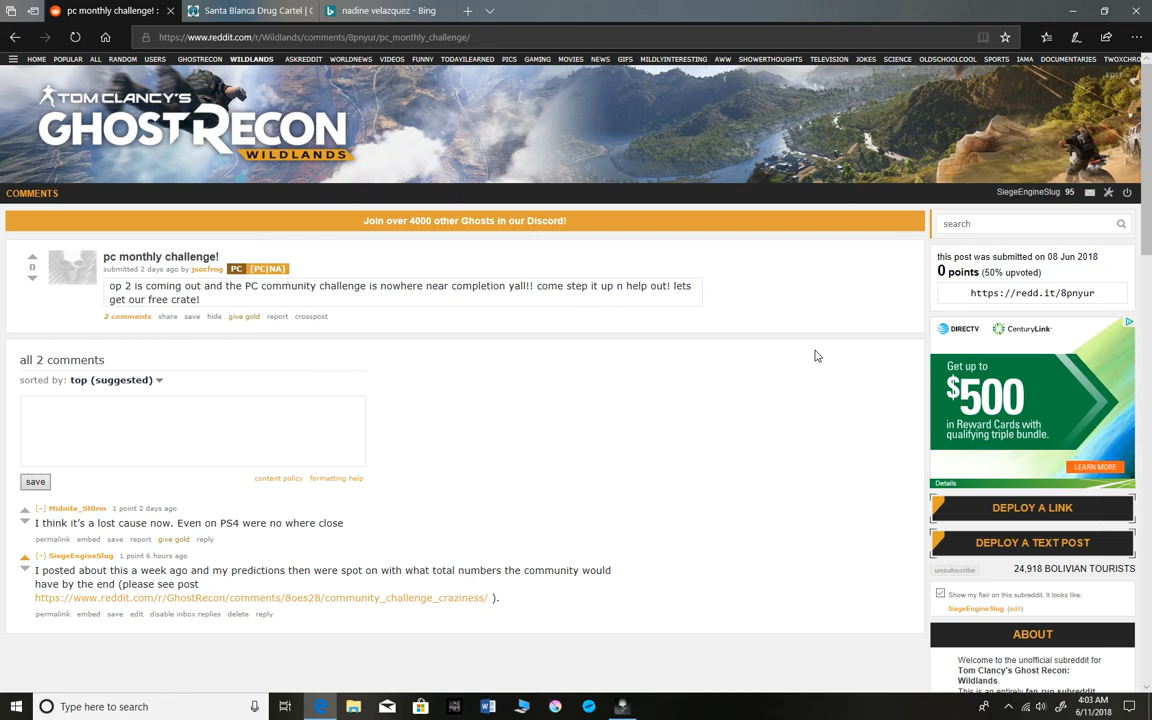 pc monthly challenge! :
Santa Blanca Drug Cartel | C
nadine velazquez - Bing
https://www.reddit.com/r/Wildlands/comments/8pnyur/pc_monthly_challenge/
HOME POPULAR ALL RANDOM USERS GHOSTRECON WILDLANDS ASKREDDIT WORLDNEWS VIDEOS FUNNY TODAYILEARNED PICS GAMING MOVIES NEWS GIFS MILDLYINTERESTING AWW SHOWERTHOUGHTS TELEVISION JOKES SCIENCE OLDSCHOOLCOOL SPORTS IAMA DOCUMENTARIES TWOXCHRO
EDIT
TOM CLANCY'S
GHOST RECON
WILDLANDS
COMMENTS
SiegeEngineSlug 95
Join over 4000 other Ghosts in our Discord!
0
pc monthly challenge!
submitted 2 days ago by jsocfrog PC [PC|NA]
op 2 is coming out and the PC community challenge is nowhere near completion yall!! come step it up n help out! lets
get our free crate!
2 comments share save hide give gold report crosspost
all 2 comments
sorted by: top (suggested)
save
content policy formatting help
[–] Midnite_St0rm 1 point 2 days ago
I think it's a lost cause now. Even on PS4 were no where close
permalink embed save report give gold reply
[–] SiegeEngineSlug 1 point 6 hours ago
I posted about this a week ago and my predictions then were spot on with what total numbers the community would
have by the end (please see post
https://www.reddit.com/r/GhostRecon/comments/8oes28/community_challenge_craziness/ ).
permalink embed save edit disable inbox replies delete reply
search
this post was submitted on 08 Jun 2018
0 points (50% upvoted)
https://redd.it/8pnyur
DIRECTV CenturyLink
Get up to
$500
in Reward Cards with
qualifying triple bundle.
LEARN MORE
Details
DEPLOY A LINK
DEPLOY A TEXT POST
unsubscribe 24,918 BOLIVIAN TOURISTS
Show my flair on this subreddit. It looks like:
SiegeEngineSlug (edit)
ABOUT
Welcome to the unofficial subreddit for
Tom Clancy's Ghost Recon:
Wildlands.
This is an entirely fan run subreddit
Type here to search
4:03 AM
6/11/2018